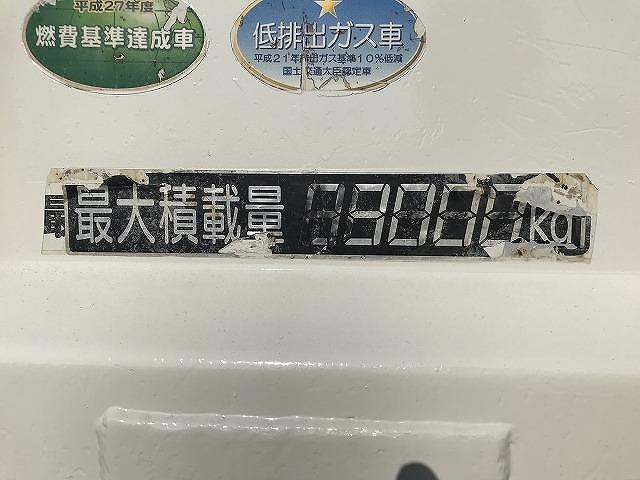 平成27年度
燃費基準達成車
低排出ガス車
平成21年排出ガス基準10%低減
国土交通大臣認定車
最最大積載量 kg